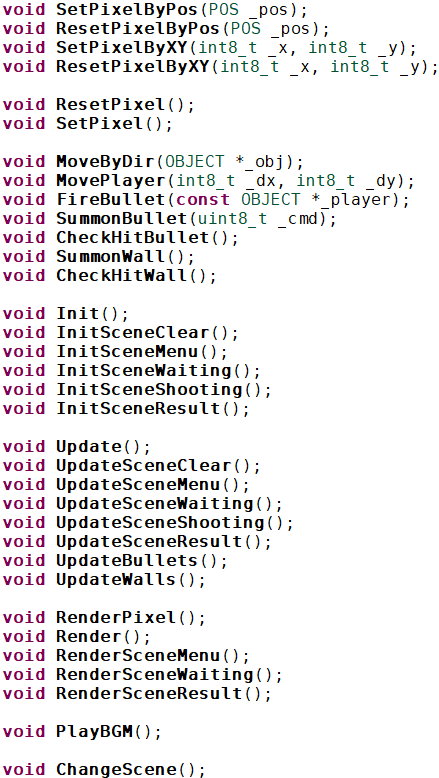 void SetPixelByPos(POS _pos);
void ResetPixelByPos(POS _pos);
void SetPixelByXY(int8_t _x, int8_t _y);
void ResetPixelByXY(int8_t _x, int8_t _y);
void ResetPixel();
void SetPixel();
void MoveByDir(OBJECT *_obj);
void MovePlayer(int8_t _dx, int8_t _dy);
void FireBullet(const OBJECT *_player);
void SummonBullet(uint8_t _cmd);
void CheckHitBullet();
void SummonWall();
void CheckHitWall();
void Init();
void InitSceneClear();
void InitSceneMenu();
void InitSceneWaiting();
void InitSceneShooting();
void InitSceneResult();
void Update();
void UpdateSceneClear();
void UpdateSceneMenu();
void UpdateSceneWaiting();
void UpdateSceneShooting();
void UpdateSceneResult();
void UpdateBullets();
void UpdateWalls();
void RenderPixel();
void Render();
void RenderSceneMenu();
void RenderSceneWaiting();
void RenderSceneResult();
void PlayBGM();
void ChangeScene();